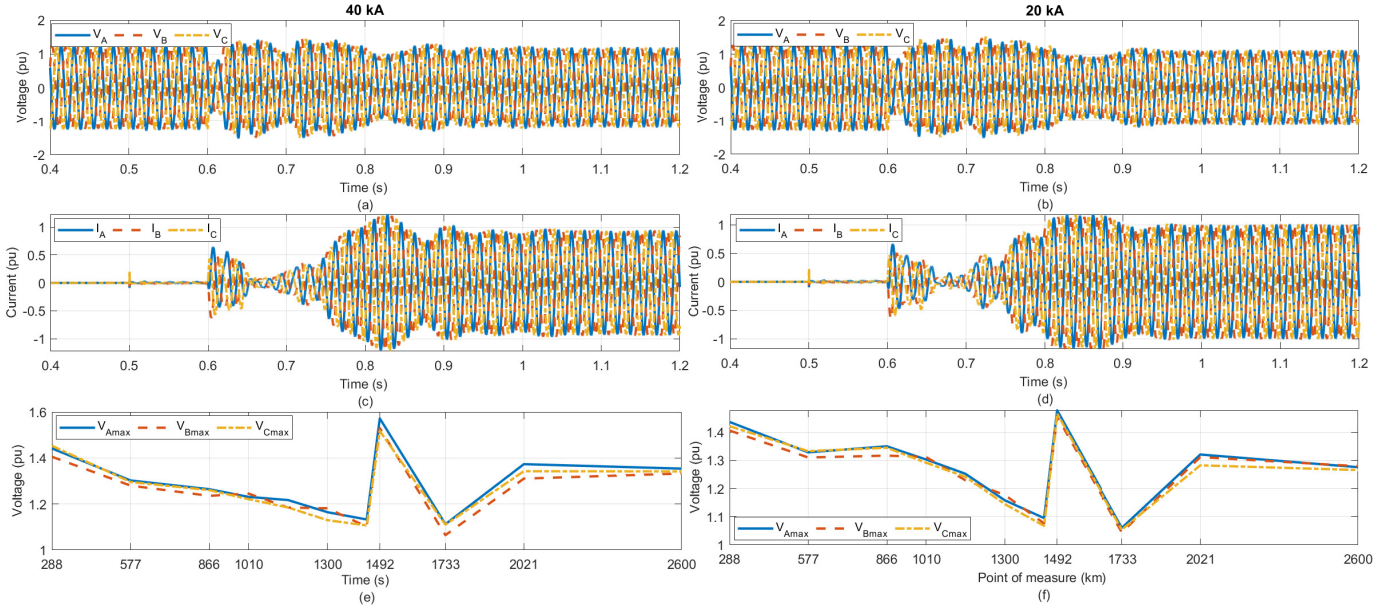 40 kA
20 kA
V_A V_B V_C
Voltage (pu)
2
1
0
-1
-2
0.4 0.5 0.6 0.7 0.8 0.9 1 1.1 1.2
Time (s)
(a)
V_A V_B V_C
Voltage (pu)
2
1
0
-1
-2
0.4 0.5 0.6 0.7 0.8 0.9 1 1.1 1.2
Time (s)
(b)
I_A I_B I_C
Current (pu)
1
0.5
0
-0.5
-1
0.4 0.5 0.6 0.7 0.8 0.9 1 1.1 1.2
Time (s)
(c)
I_A I_B I_C
Current (pu)
1
0.5
0
-0.5
-1
0.4 0.5 0.6 0.7 0.8 0.9 1 1.1 1.2
Time (s)
(d)
V_Amax V_Bmax V_Cmax
Voltage (pu)
1.6
1.4
1.2
1
288 577 866 1010 1300 1492 1733 2021 2600
Time (s)
(e)
Voltage (pu)
1.4
1.3
1.2
1.1
1
V_Amax V_Bmax V_Cmax
288 577 866 1010 1300 1492 1733 2021 2600
Point of measure (km)
(f)